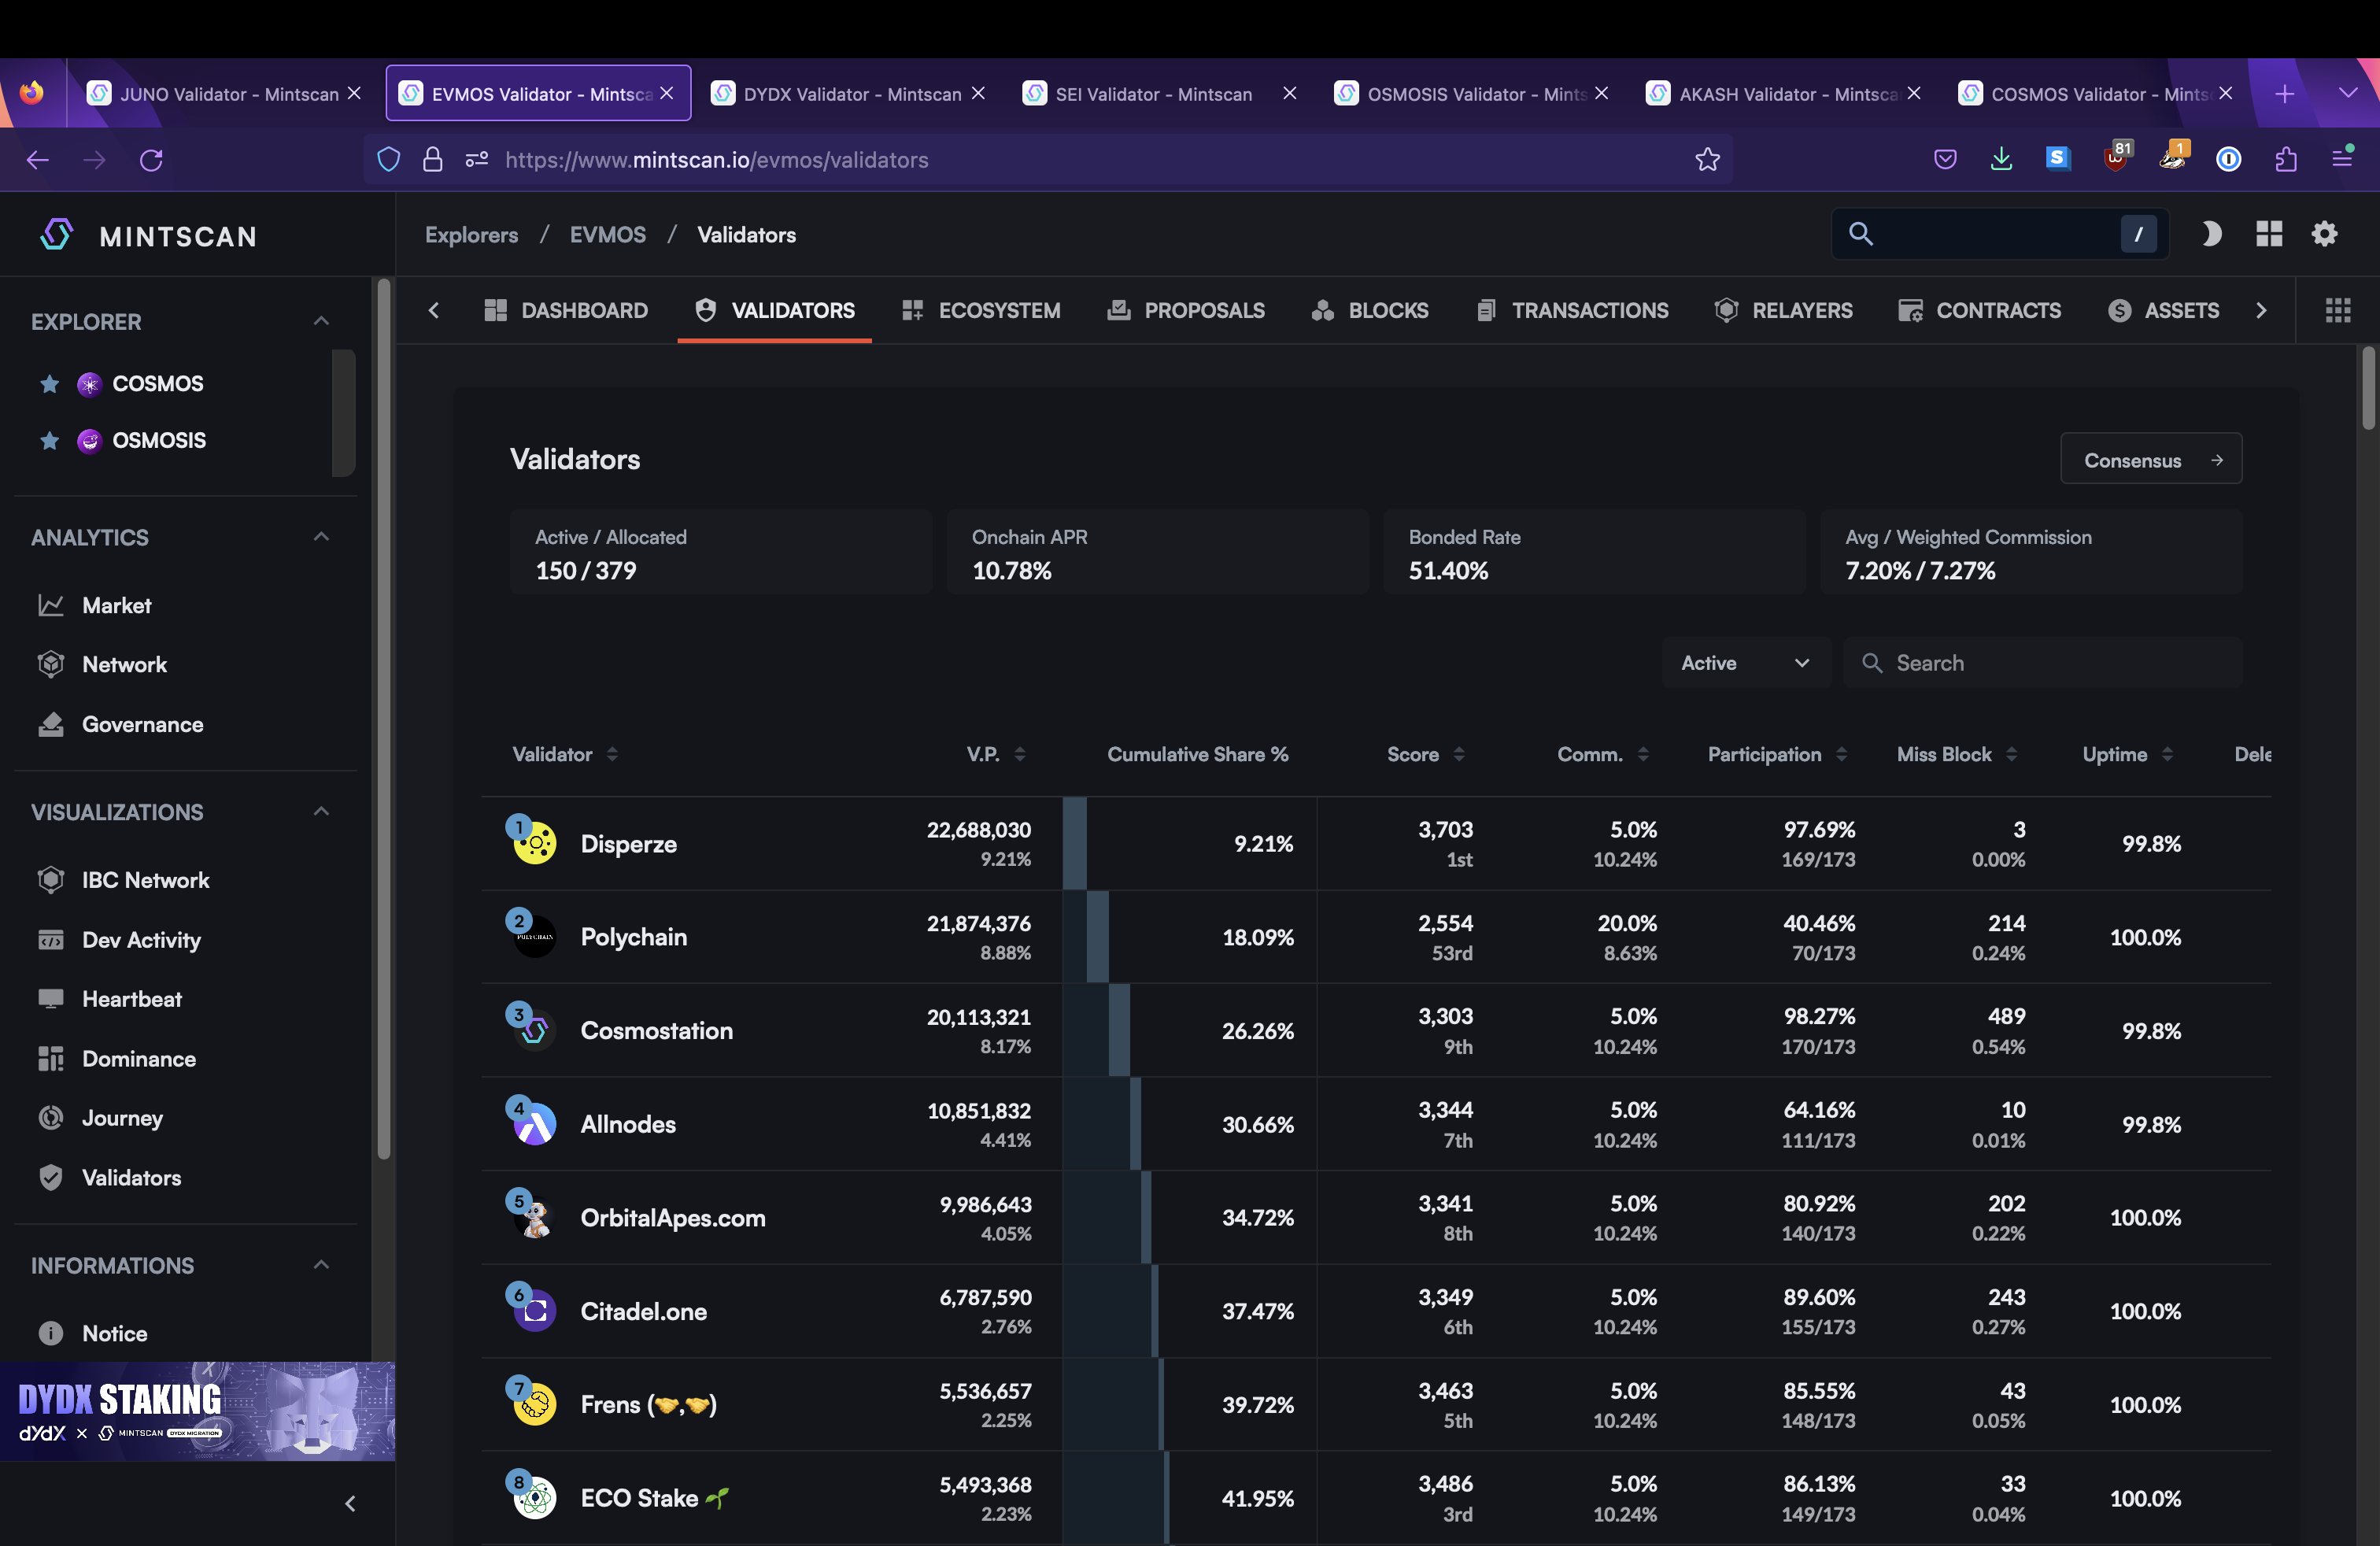 JUNO Validator - Mintscan
EVMOS Validator - Mintsca
DYDX Validator - Mintscan
SEI Validator - Mintscan
OSMOSIS Validator - Mints
AKASH Validator - Mintsca
COSMOS Validator - Mints
https://www.mintscan.io/evmos/validators
S
81
1
MINTSCAN
Explorers / EVMOS / Validators
/
DASHBOARD
VALIDATORS
ECOSYSTEM
PROPOSALS
BLOCKS
TRANSACTIONS
RELAYERS
CONTRACTS
ASSETS
EXPLORER
COSMOS
OSMOSIS
ANALYTICS
Market
Network
Governance
VISUALIZATIONS
IBC Network
Dev Activity
Heartbeat
Dominance
Journey
Validators
INFORMATIONS
Notice
DYDX STAKING
dYdX × MINTSCAN DYDX MIGRATION
Validators
Consensus →
Active / Allocated
150 / 379
Onchain APR
10.78%
Bonded Rate
51.40%
Avg / Weighted Commission
7.20% / 7.27%
Active
Search
Validator V.P. Cumulative Share % Score Comm. Participation Miss Block Uptime Dele
1 Disperze 22,688,030 9.21% 3,703 5.0% 97.69% 3 99.8%
9.21% 1st 10.24% 169/173 0.00%
2 POLYCHAIN Polychain 21,874,376 18.09% 2,554 20.0% 40.46% 214 100.0%
8.88% 53rd 8.63% 70/173 0.24%
3 Cosmostation 20,113,321 26.26% 3,303 5.0% 98.27% 489 99.8%
8.17% 9th 10.24% 170/173 0.54%
4 Allnodes 10,851,832 30.66% 3,344 5.0% 64.16% 10 99.8%
4.41% 7th 10.24% 111/173 0.01%
5 OrbitalApes.com 9,986,643 34.72% 3,341 5.0% 80.92% 202 100.0%
4.05% 8th 10.24% 140/173 0.22%
6 Citadel.one 6,787,590 37.47% 3,349 5.0% 89.60% 243 100.0%
2.76% 6th 10.24% 155/173 0.27%
7 Frens (🤝,🤝) 5,536,657 39.72% 3,463 5.0% 85.55% 43 100.0%
2.25% 5th 10.24% 148/173 0.05%
8 ECO Stake 🌱 5,493,368 41.95% 3,486 5.0% 86.13% 33 100.0%
2.23% 3rd 10.24% 149/173 0.04%